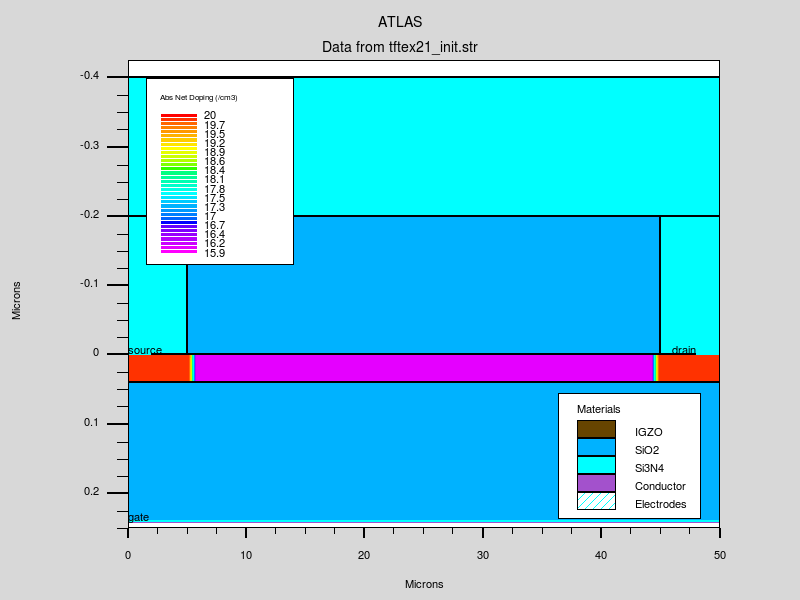 ATLAS
Data from tftex21_init.str
-0.4
Abs Net Doping (/cm3)
20
19.7
19.5
19.2
18.9
18.6
18.4
18.1
17.8
17.5
17.3
17
16.7
16.4
16.2
15.9
-0.3
-0.2
-0.1
Microns
0
source
drain
0.1
Materials
IGZO
SiO2
Si3N4
Conductor
Electrodes
0.2
gate
0
10
20
30
40
50
Microns